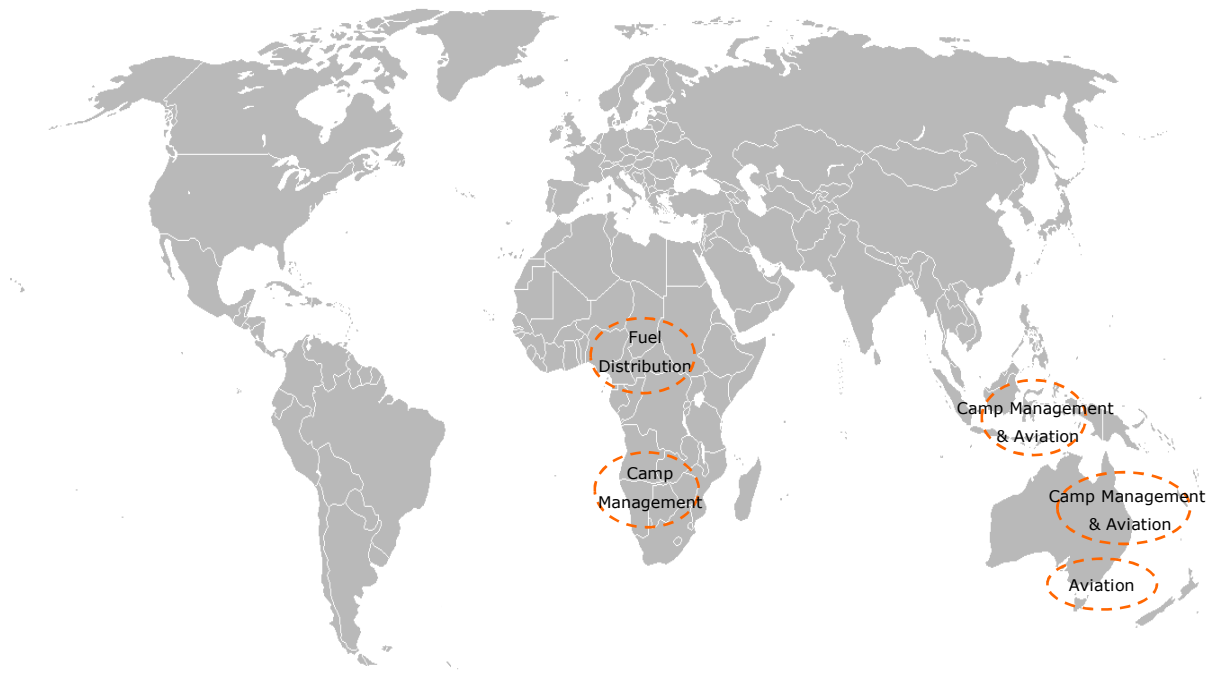 Fuel
Distribution
Camp Management
& Aviation
Camp
Management
Camp Management
& Aviation
Aviation